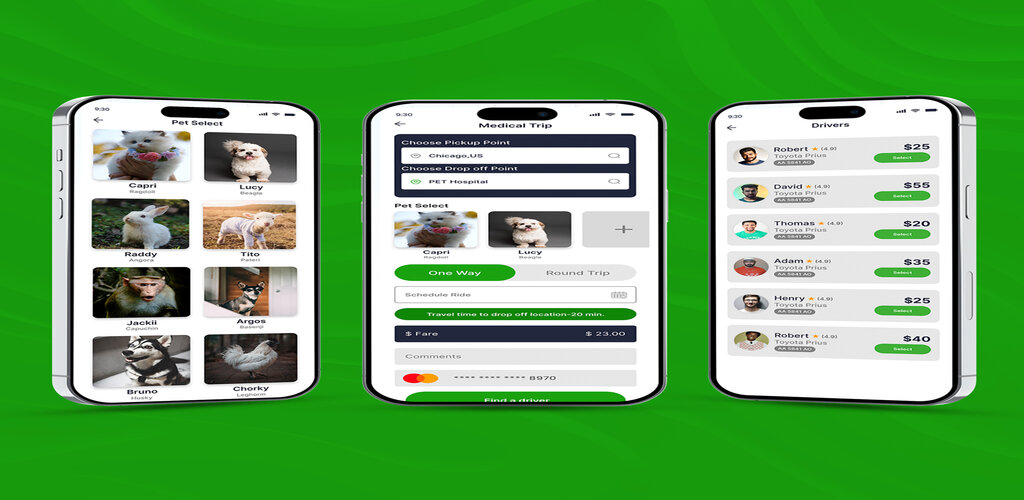 9:30
Pet Select
Capri
Ragdoll
Lucy
Beagle
Raddy
Angora
Tito
Pateri
Jackii
Capuchin
Argos
Basenji
Bruno
Husky
Chorky
Leghorm
9:30
Medical Trip
Choose Pickup Point
Chicago,US
Choose Drop off Point
PET Hospital
Pet Select
Capri
Ragdoll
Lucy
Beagle
One Way
Round Trip
Schedule Ride
Travel time to drop off location-20 min.
$ Fare
$ 23.00
Comments
**** **** **** 8970
Find a driver
9:30
Drivers
Robert ★ (4.9)
$25
Toyota Prius
AA 5841 AO
Select
David ★ (4.9)
$55
Toyota Prius
AA 5841 AO
Select
Thomas ★ (4.9)
$20
Toyota Prius
AA 5841 AO
Select
Adam ★ (4.9)
$35
Toyota Prius
AA 5841 AO
Select
Henry ★ (4.9)
$25
Toyota Prius
AA 5841 AO
Select
Robert ★ (4.9)
$40
Toyota Prius
AA 5841 AO
Select